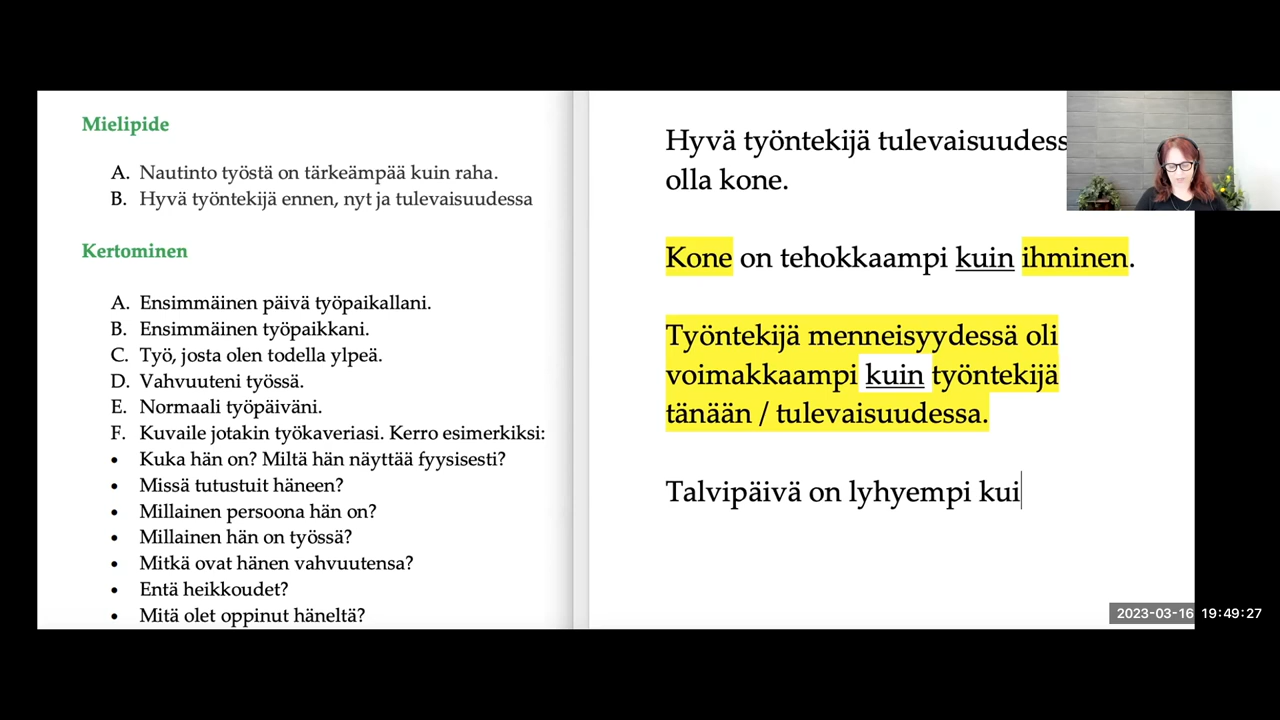 Mielipide
A. Nautinto työstä on tärkeämpää kuin raha.
B. Hyvä työntekijä ennen, nyt ja tulevaisuudessa
Kertominen
A. Ensimmäinen päivä työpaikallani.
B. Ensimmäinen työpaikkani.
C. Työ, josta olen todella ylpeä.
D. Vahvuuteni työssä.
E. Normaali työpäiväni.
F. Kuvaile jotakin työkaveriasi. Kerro esimerkiksi:
• Kuka hän on? Miltä hän näyttää fyysisesti?
• Missä tutustuit häneen?
• Millainen persoona hän on?
• Millainen hän on työssä?
• Mitkä ovat hänen vahvuutensa?
• Entä heikkoudet?
• Mitä olet oppinut häneltä?
Hyvä työntekijä tulevaisuudess
olla kone.
Kone on tehokkaampi kuin ihminen.
Työntekijä menneisyydessä oli
voimakkaampi kuin työntekijä
tänään / tulevaisuudessa.
Talvipäivä on lyhyempi kui
2023-03-16 19:49:27